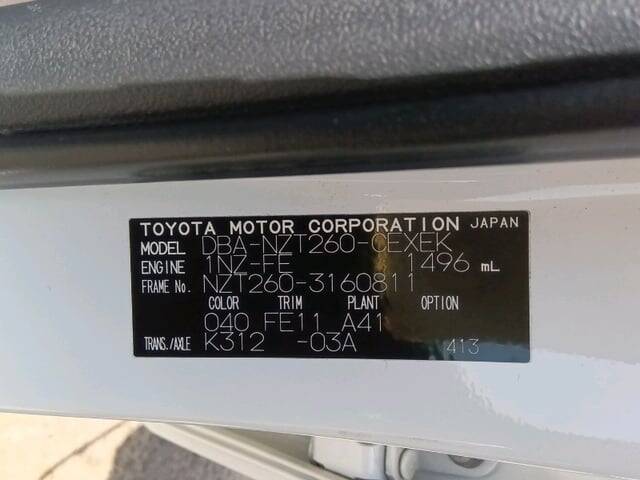 TOYOTA MOTOR CORPORATION JAPAN
MODEL DBA-NZT260-CEXEK
ENGINE 1NZ-FE 1496 mL
FRAME No. NZT260-3160811
COLOR TRIM PLANT OPTION
040 FE11 A41
TRANS./AXLE K312 -03A 413